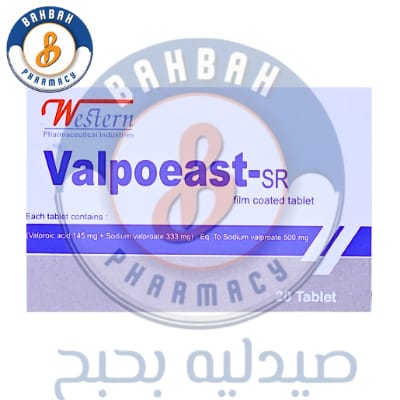 BAHBAH
PHARMACY
BAHBAH
Western
Pharmaceutical Industries
Valpoeast-SR
film coated tablet
Each tablet contains :
(Valproic acid 145 mg + Sodium valproate 333 mg) Eq. To Sodium valproate 500 mg
PHARMACY
30 Tablet
صيدليه بحبح